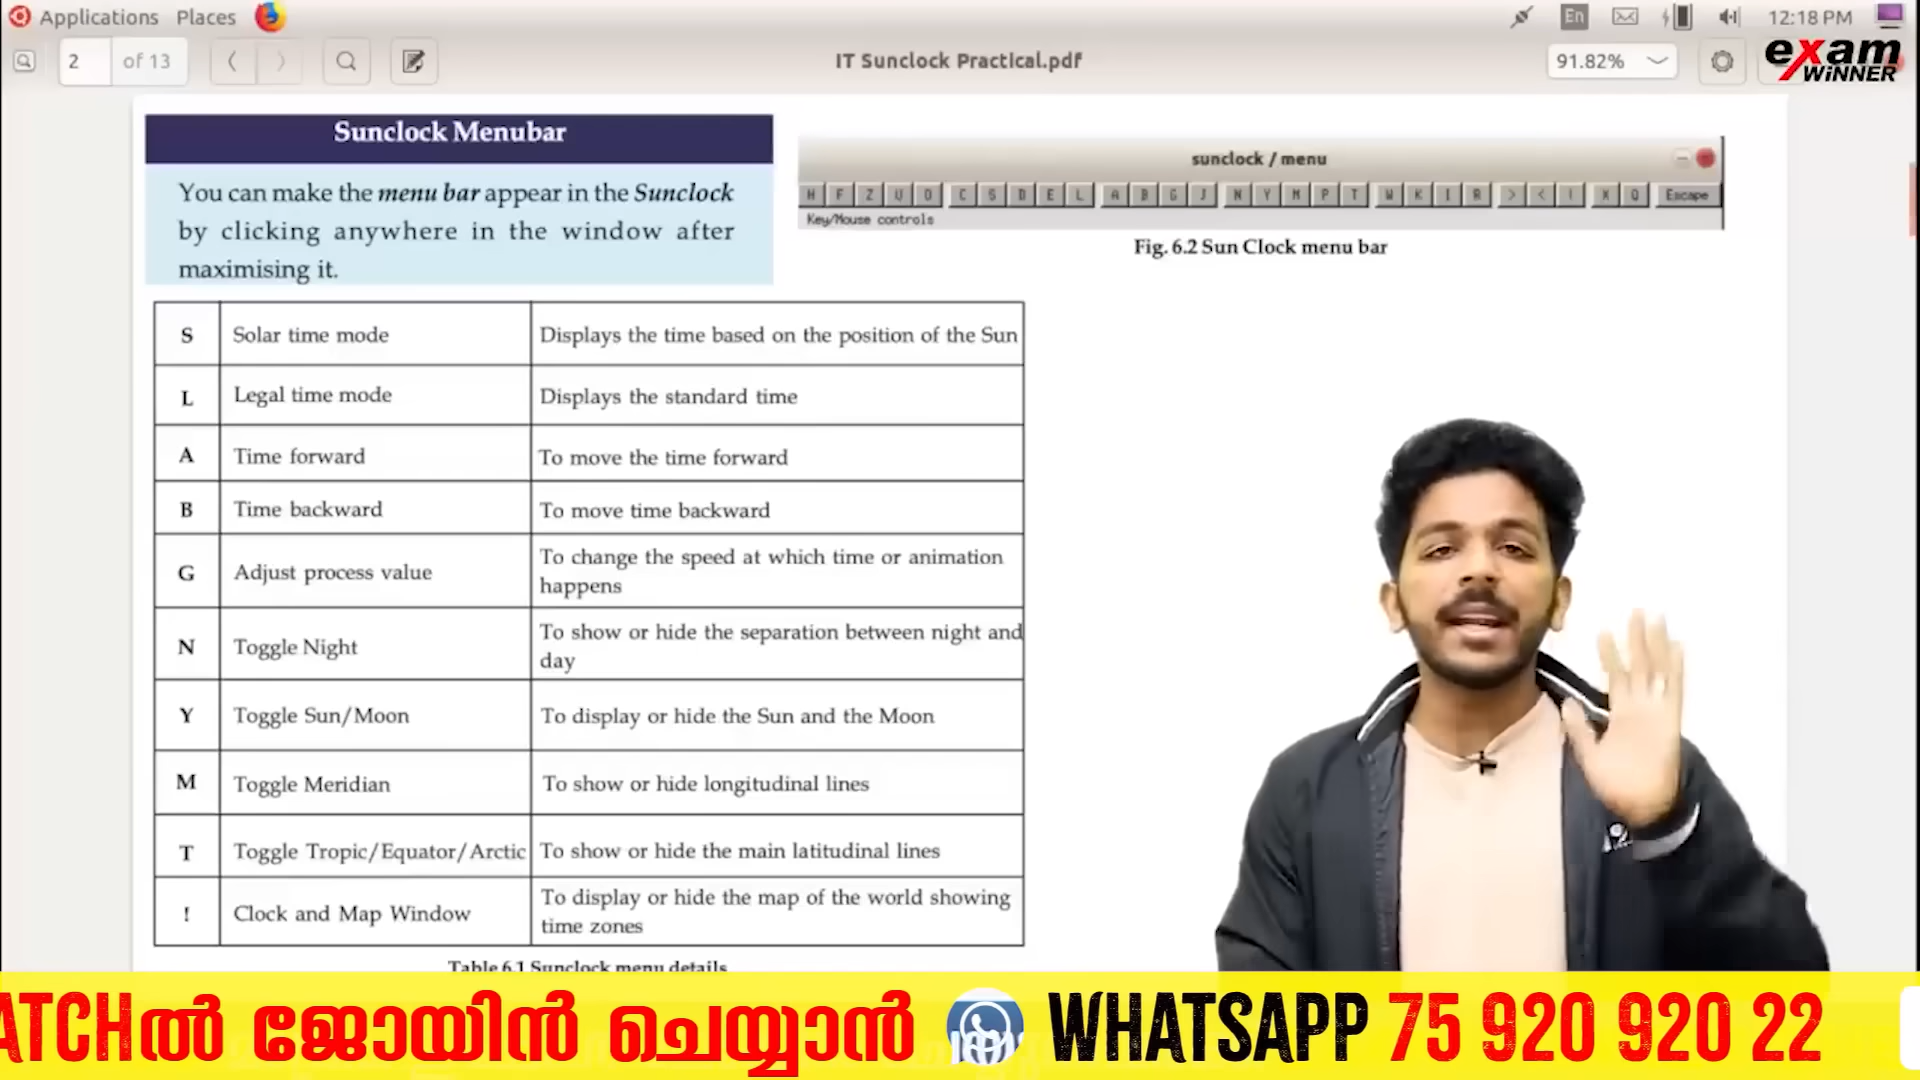 Applications Places En 12:18 PM
2 of 13 IT Sunclock Practical.pdf 91.82%
exam
WiNNER
Sunclock Menubar
You can make the menu bar appear in the Sunclock
by clicking anywhere in the window after
maximising it.
sunclock / menu
H F Z U O C S D E L A B G J N Y M P T W K I R > < ! X Q Escape
Key/Mouse controls
Fig. 6.2 Sun Clock menu bar
S Solar time mode Displays the time based on the position of the Sun
L Legal time mode Displays the standard time
A Time forward To move the time forward
B Time backward To move time backward
G Adjust process value To change the speed at which time or animation
happens
N Toggle Night To show or hide the separation between night and
day
Y Toggle Sun/Moon To display or hide the Sun and the Moon
M Toggle Meridian To show or hide longitudinal lines
T Toggle Tropic/Equator/Arctic To show or hide the main latitudinal lines
! Clock and Map Window To display or hide the map of the world showing
time zones
Table 6.1 Sunclock menu details
ATCHൽ ജോയിൻ ചെയ്യാൻ WHATSAPP 75 920 920 22